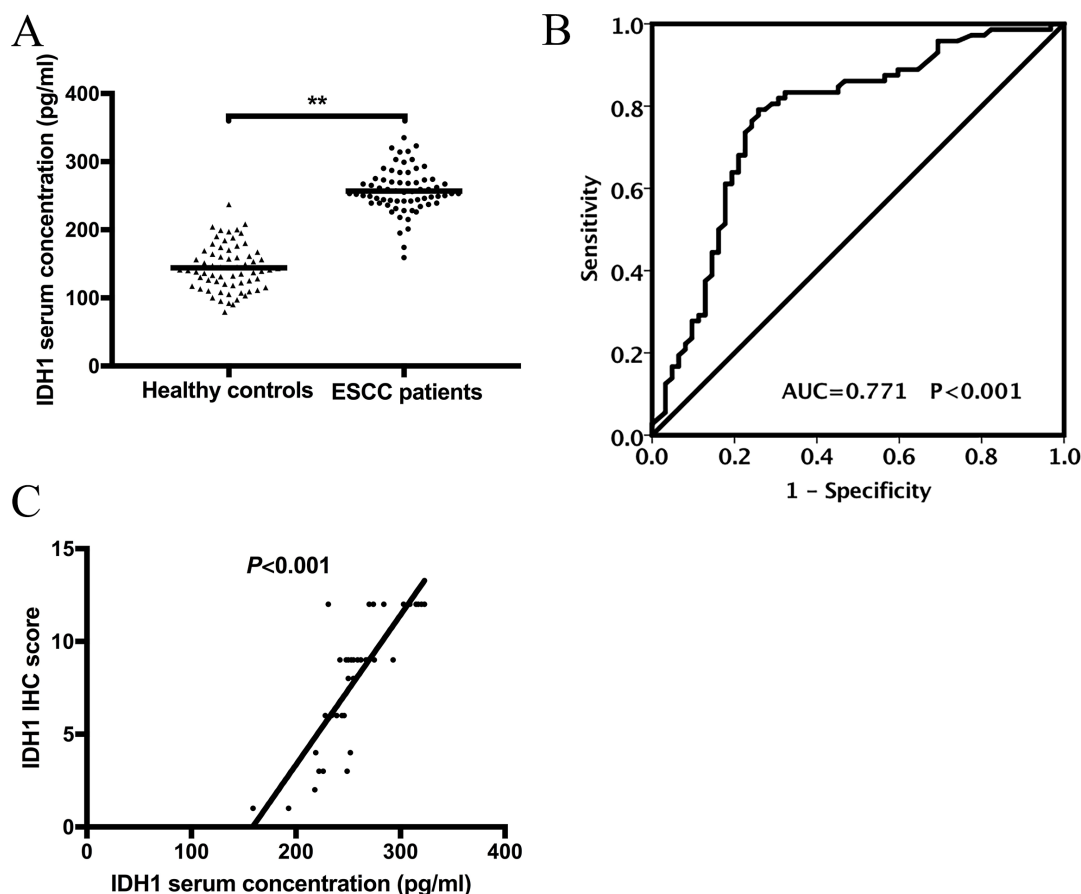 A
IDH1 serum concentration (pg/ml)
400
300
200
100
0
**
Healthy controls
ESCC patients
B
Sensitivity
1.0
0.8
0.6
0.4
0.2
0.0
AUC=0.771 P<0.001
0.0 0.2 0.4 0.6 0.8 1.0
1 - Specificity
C
IDH1 IHC score
15
10
5
0
P<0.001
0 100 200 300 400
IDH1 serum concentration (pg/ml)